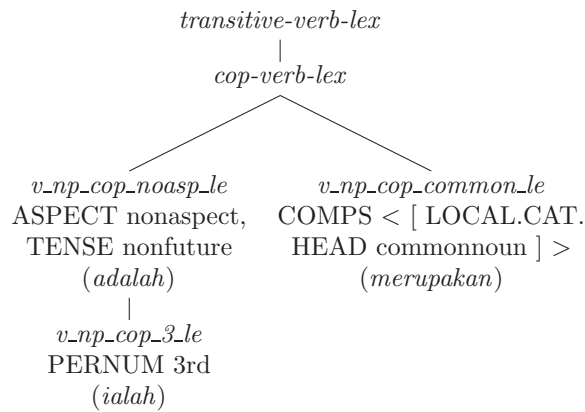 transitive-verb-lex
cop-verb-lex
v_np_cop_noasp_le
ASPECT nonaspect,
TENSE nonfuture
(adalah)
v_np_cop_3_le
PERNUM 3rd
(ialah)
v_np_cop_common_le
COMPS < [ LOCAL.CAT.
HEAD commonnoun ] >
(merupakan)